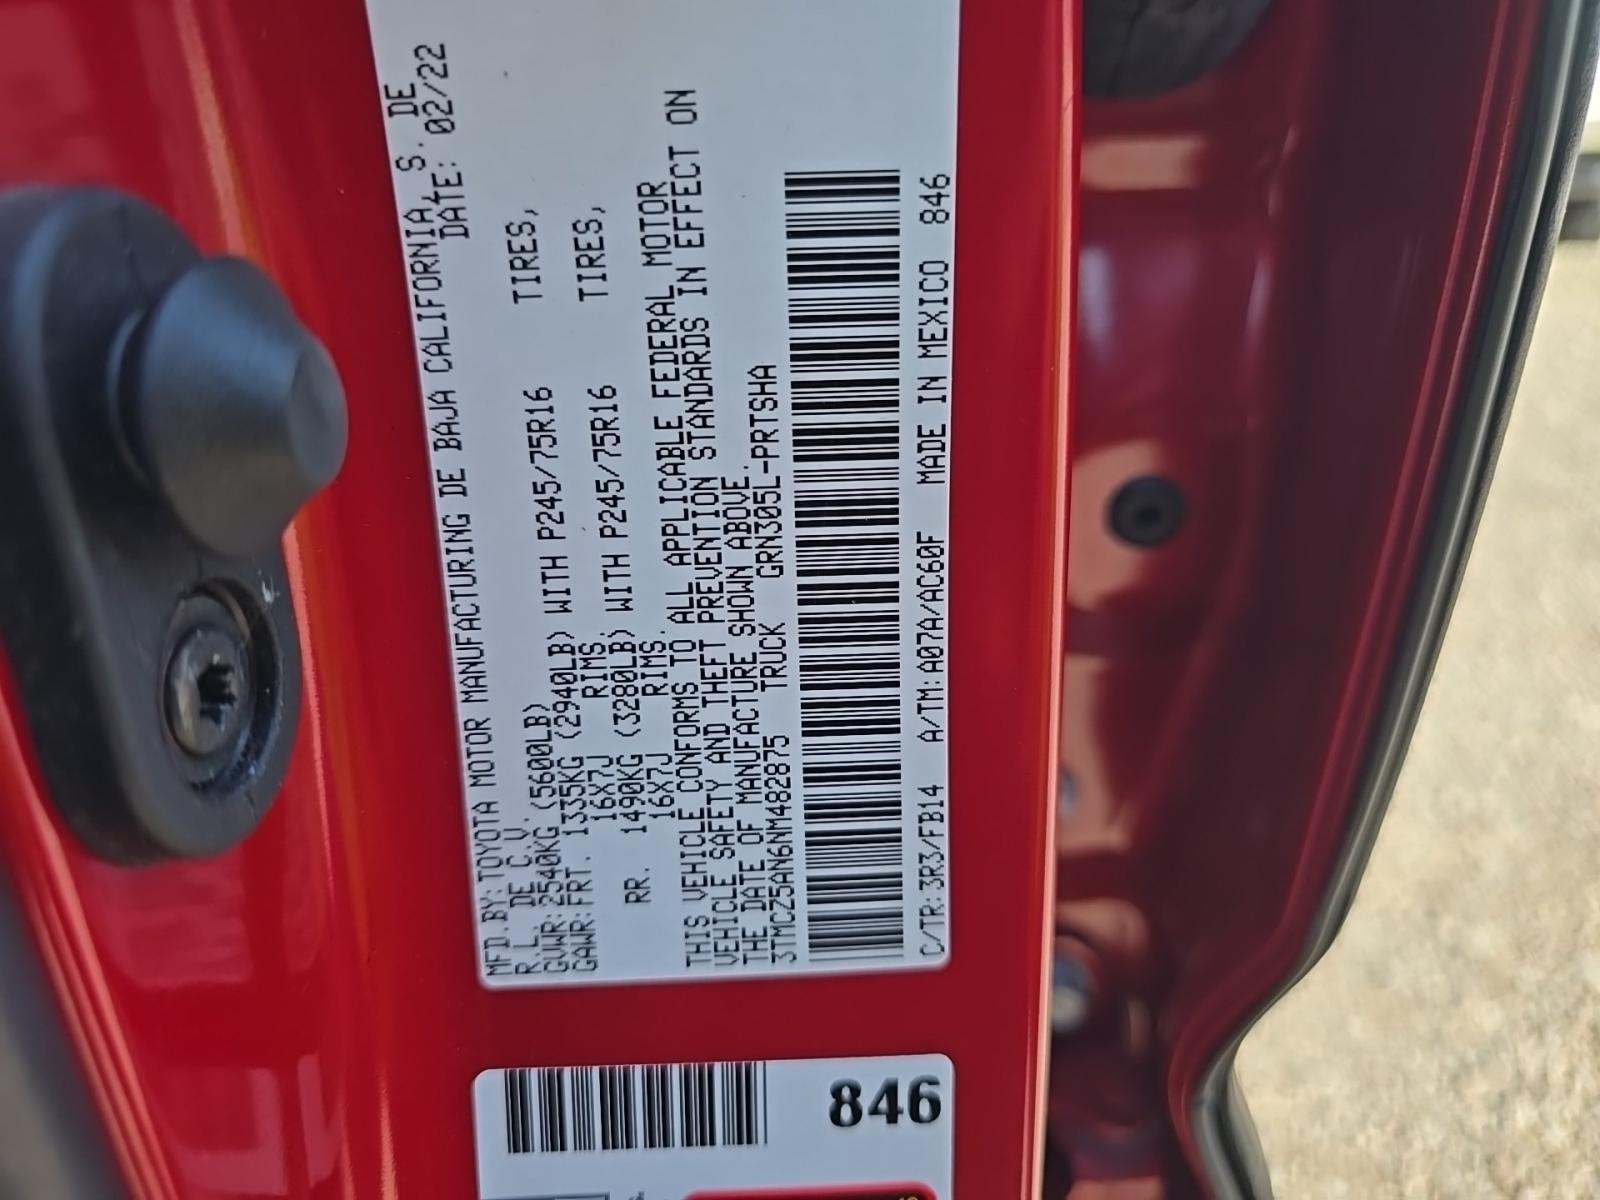 MFD.BY:TOYOTA MOTOR MANUFACTURING DE BAJA CALIFORNIA, S. DE
R.L. DE C.V. DATE: 02/22
GVWR:2540KG (5600LB)
GAWR:FRT. 1335KG (2940LB) WITH P245/75R16 TIRES,
16X7J RIMS.
RR. 1490KG (3280LB) WITH P245/75R16 TIRES,
16X7J RIMS.
THIS VEHICLE CONFORMS TO ALL APPLICABLE FEDERAL MOTOR
VEHICLE SAFETY AND THEFT PREVENTION STANDARDS IN EFFECT ON
THE DATE OF MANUFACTURE SHOWN ABOVE.
3TMCZ5AN6NM482875 TRUCK GRN305L-PRTSHA
C/TR:3R3/FB14 A/TM:A07A/AC60F MADE IN MEXICO 846
846